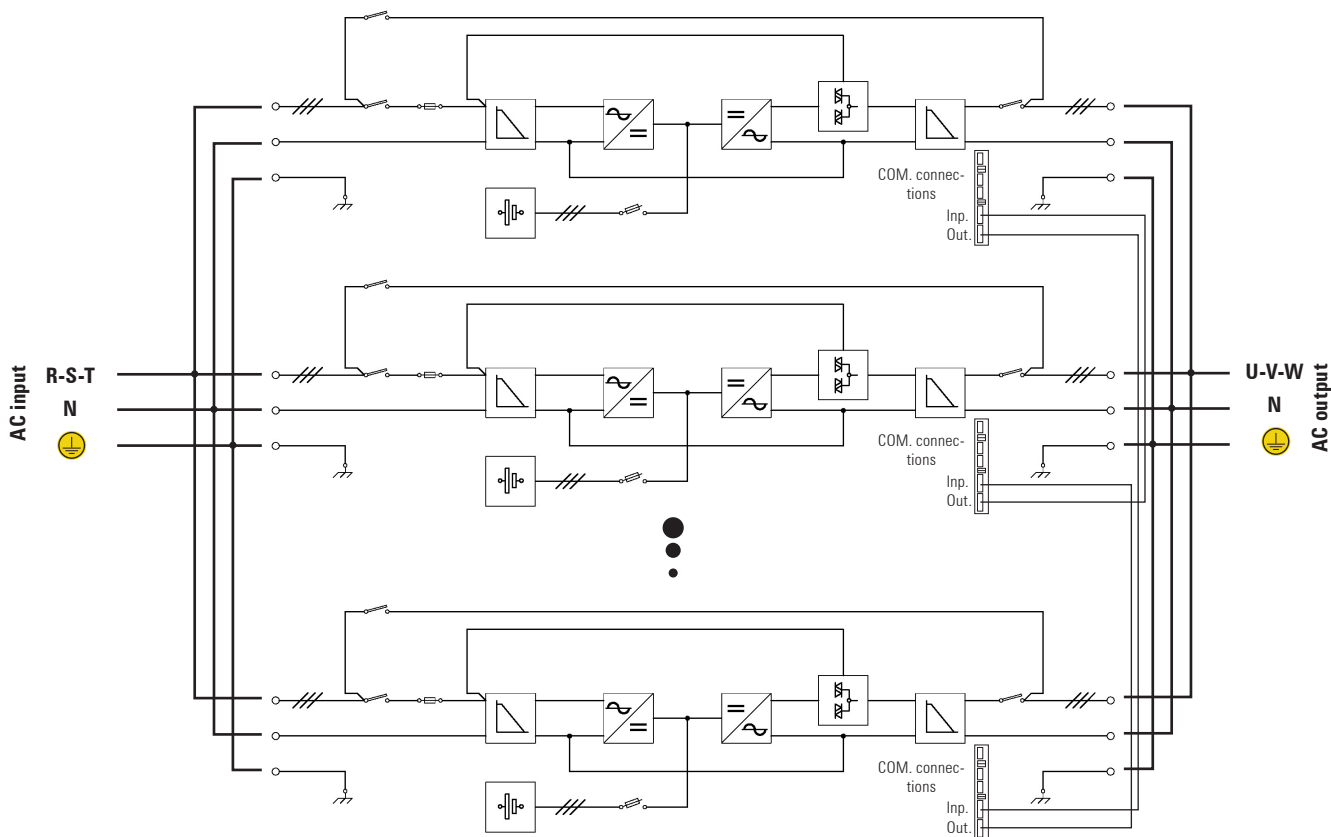 COM. connec-
tions
Inp.
Out.
AC input
R-S-T
N
U-V-W
N
AC output
COM. connec-
tions
Inp.
Out.
COM. connec-
tions
Inp.
Out.